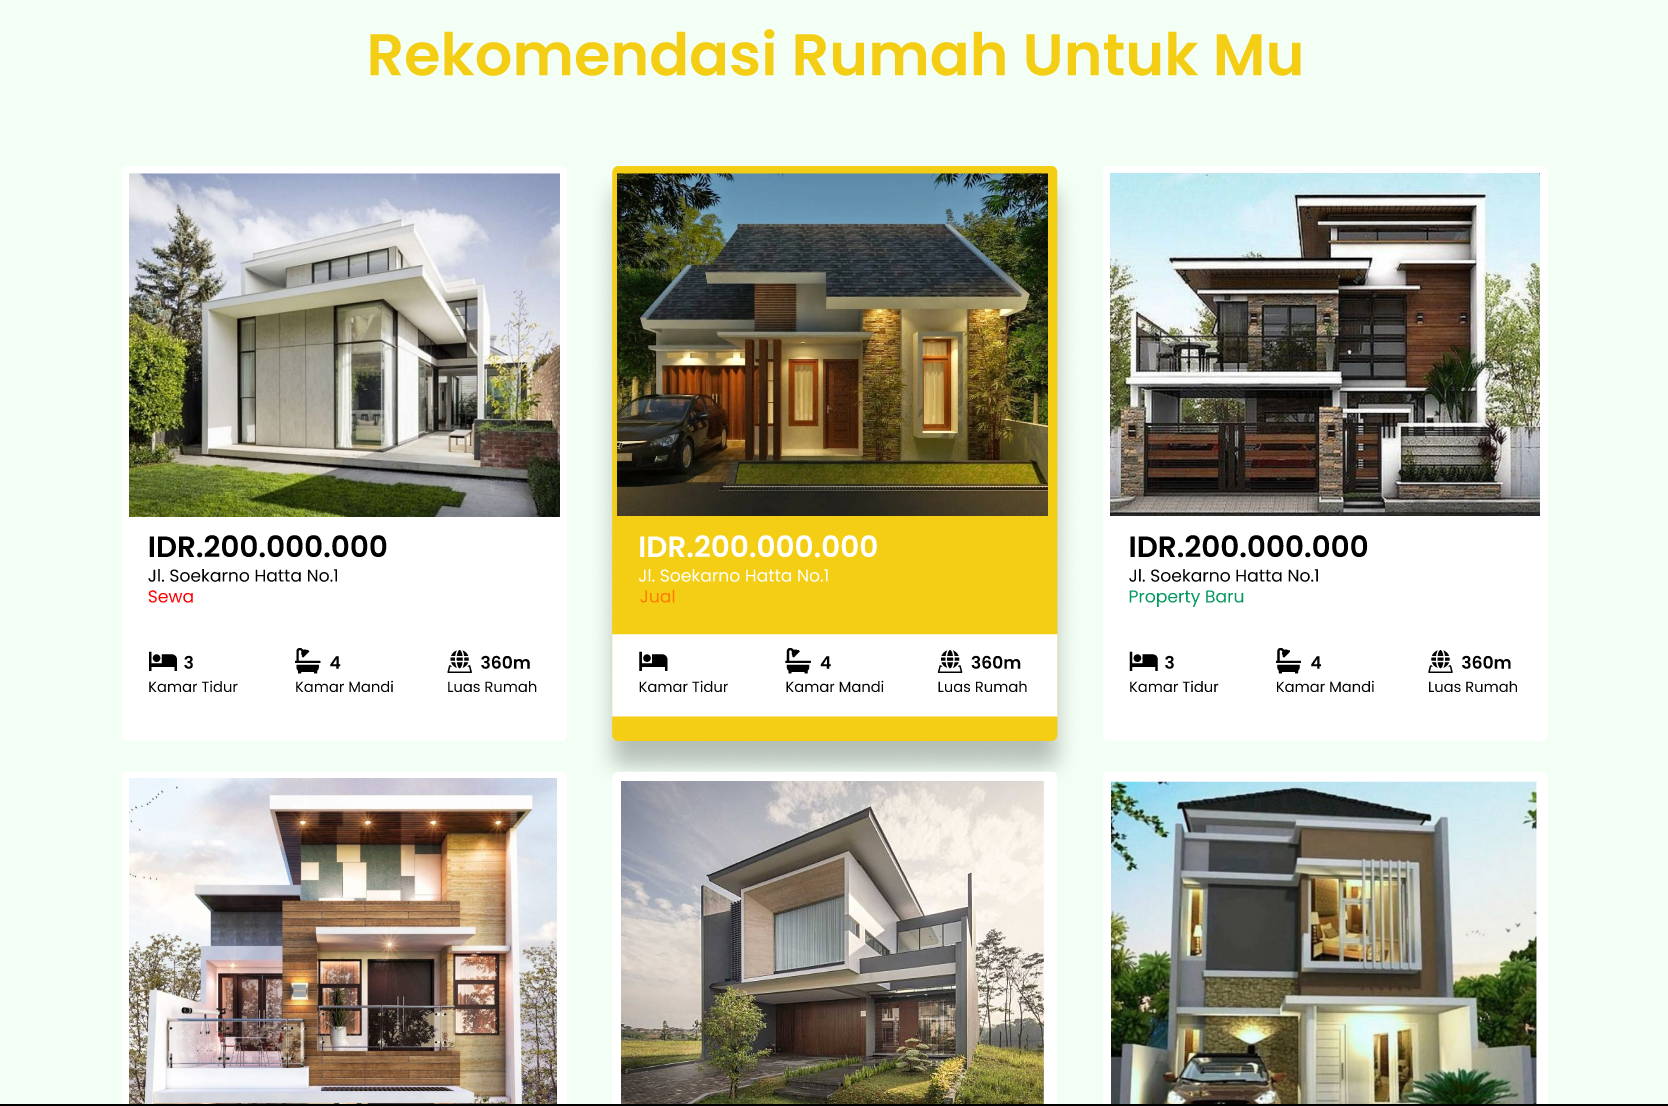 Rekomendasi Rumah Untuk Mu
IDR.200.000.000
Jl. Soekarno Hatta No.1
Sewa
3
Kamar Tidur
4
Kamar Mandi
360m
Luas Rumah
IDR.200.000.000
Jl. Soekarno Hatta No.1
Jual
Kamar Tidur
4
Kamar Mandi
360m
Luas Rumah
IDR.200.000.000
Jl. Soekarno Hatta No.1
Property Baru
3
Kamar Tidur
4
Kamar Mandi
360m
Luas Rumah